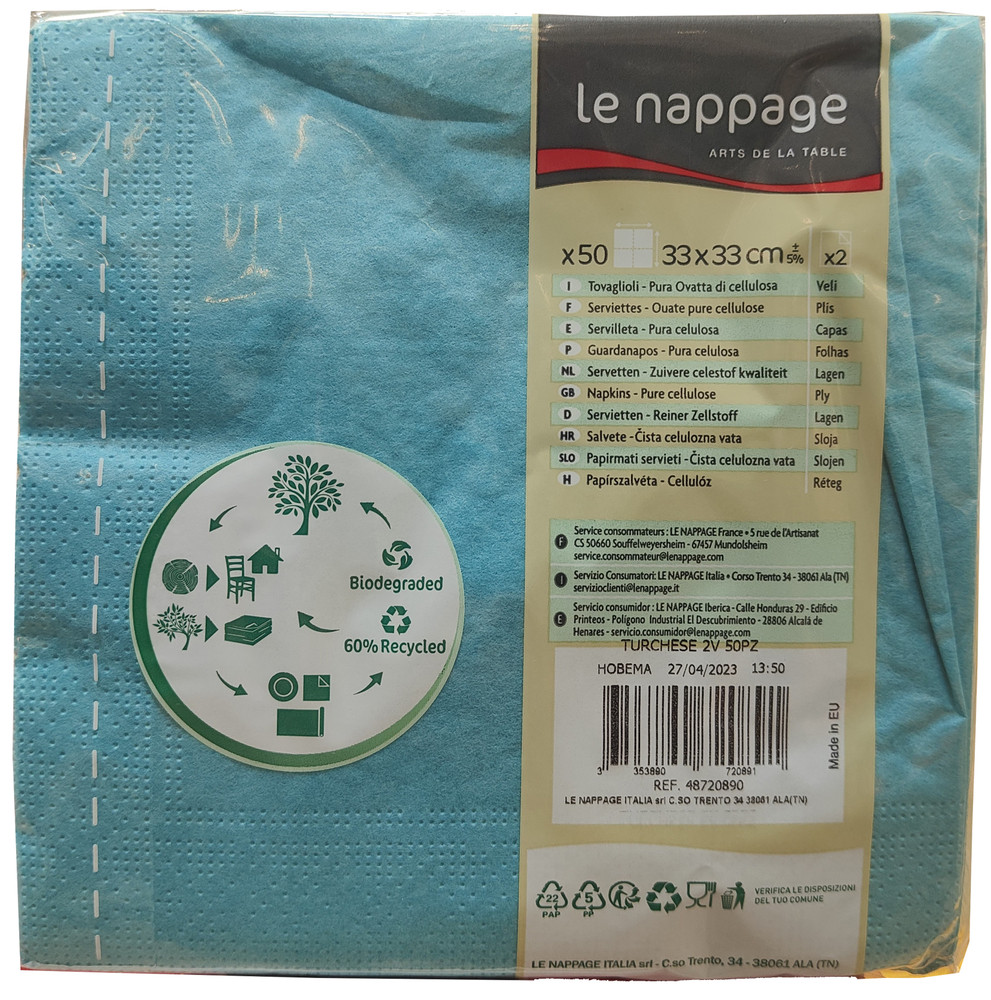 le nappage
ARTS DE LA TABLE
x50 33x33 cm ± 5% x2
I Tovaglioli - Pura Ovatta di cellulosa Veli
F Serviettes - Ouate pure cellulose Plis
E Servilleta - Pura celulosa Capas
P Guardanapos - Pura celulosa Folhas
NL Servetten - Zuivere celestof kwaliteit Lagen
GB Napkins - Pure cellulose Ply
D Servietten - Reiner Zellstoff Lagen
HR Salvete - Čista celulozna vata Sloja
SLO Papirmati servieti - Čista celulozna vata Slojen
H Papírszalvéta - Cellulóz Réteg
F Service consommateurs : LE NAPPAGE France • 5 rue de l'Artisanat
CS 50660 Souffelweyersheim - 67457 Mundolsheim
service.consommateur@lenappage.com
I Servizio Consumatori: LE NAPPAGE Italia • Corso Trento 34 - 38061 Ala (TN)
servizioclienti@lenappage.it
E Servicio consumidor : LE NAPPAGE Iberica - Calle Honduras 29 - Edificio
Printeos - Polígono Industrial El Descubrimiento - 28806 Alcalá de
Henares - servicio.consumidor@lenappage.com
TURCHESE 2V 50PZ
HOBEMA 27/04/2023 13:50
3 353890 720891
REF. 48720890
LE NAPPAGE ITALIA srl C.SO TRENTO 34 38061 ALA(TN)
Made in EU
Biodegraded
60% Recycled
22 PAP
5 PP
VERIFICA LE DISPOSIZIONI
DEL TUO COMUNE
LE NAPPAGE ITALIA srl - C.so Trento, 34 - 38061 ALA (TN)